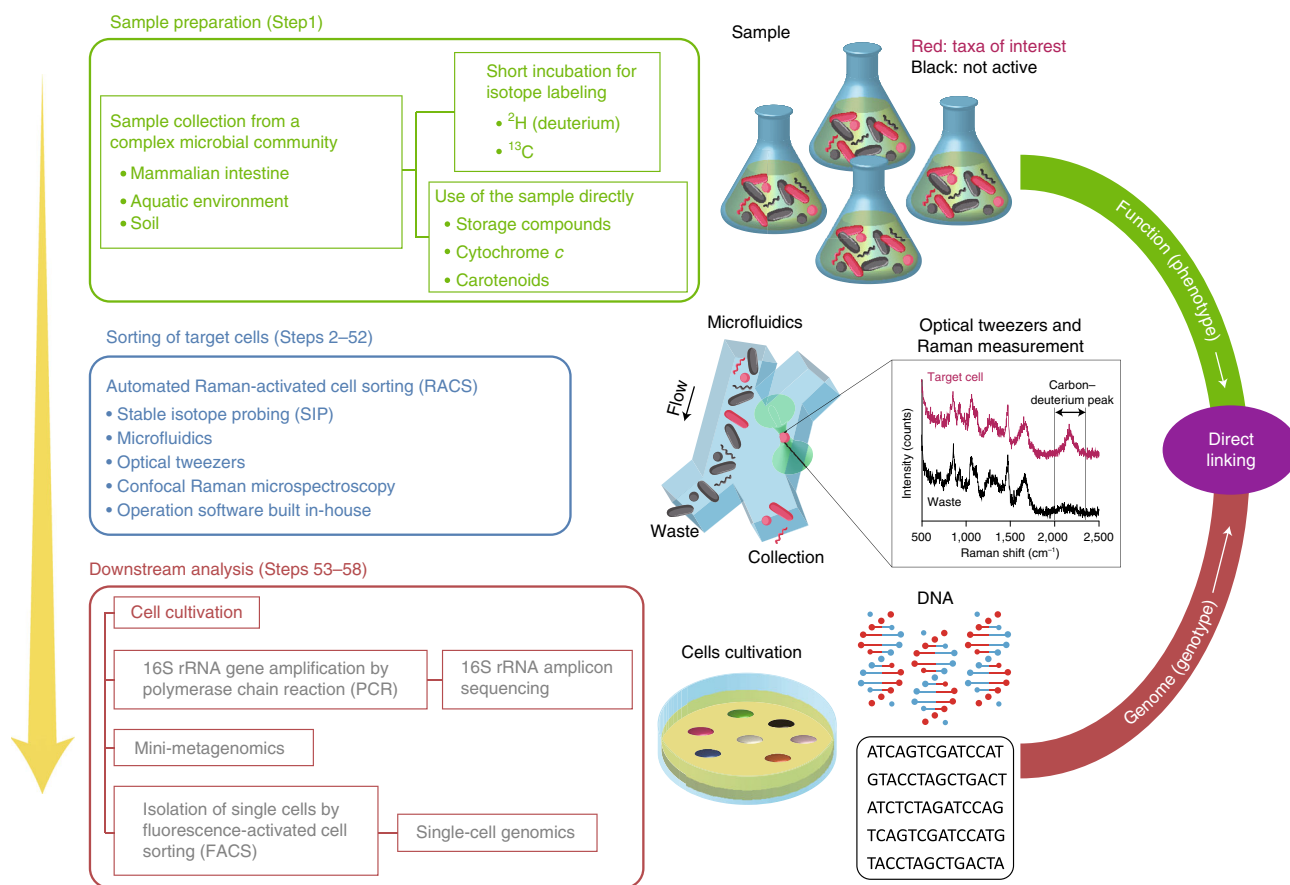 Sample preparation (Step1)
Sample collection from a
complex microbial community
• Mammalian intestine
• Aquatic environment
• Soil
Short incubation for
isotope labeling
• ²H (deuterium)
• ¹³C
Use of the sample directly
• Storage compounds
• Cytochrome c
• Carotenoids
Sample
Red: taxa of interest
Black: not active
Function (phenotype)
Sorting of target cells (Steps 2–52)
Automated Raman-activated cell sorting (RACS)
• Stable isotope probing (SIP)
• Microfluidics
• Optical tweezers
• Confocal Raman microspectroscopy
• Operation software built in-house
Microfluidics
Flow
Waste
Collection
Optical tweezers and
Raman measurement
Target cell
Carbon–
deuterium peak
Waste
Intensity (counts)
500 1,000 1,500 2,000 2,500
Raman shift (cm⁻¹)
Direct
linking
Downstream analysis (Steps 53–58)
Cell cultivation
16S rRNA gene amplification by
polymerase chain reaction (PCR)
16S rRNA amplicon
sequencing
Mini-metagenomics
Isolation of single cells by
fluorescence-activated cell
sorting (FACS)
Single-cell genomics
Cells cultivation
DNA
ATCAGTCGATCCAT
GTACCTAGCTGACT
ATCTCTAGATCCAG
TCAGTCGATCCATG
TACCTAGCTGACTA
Genome (genotype)